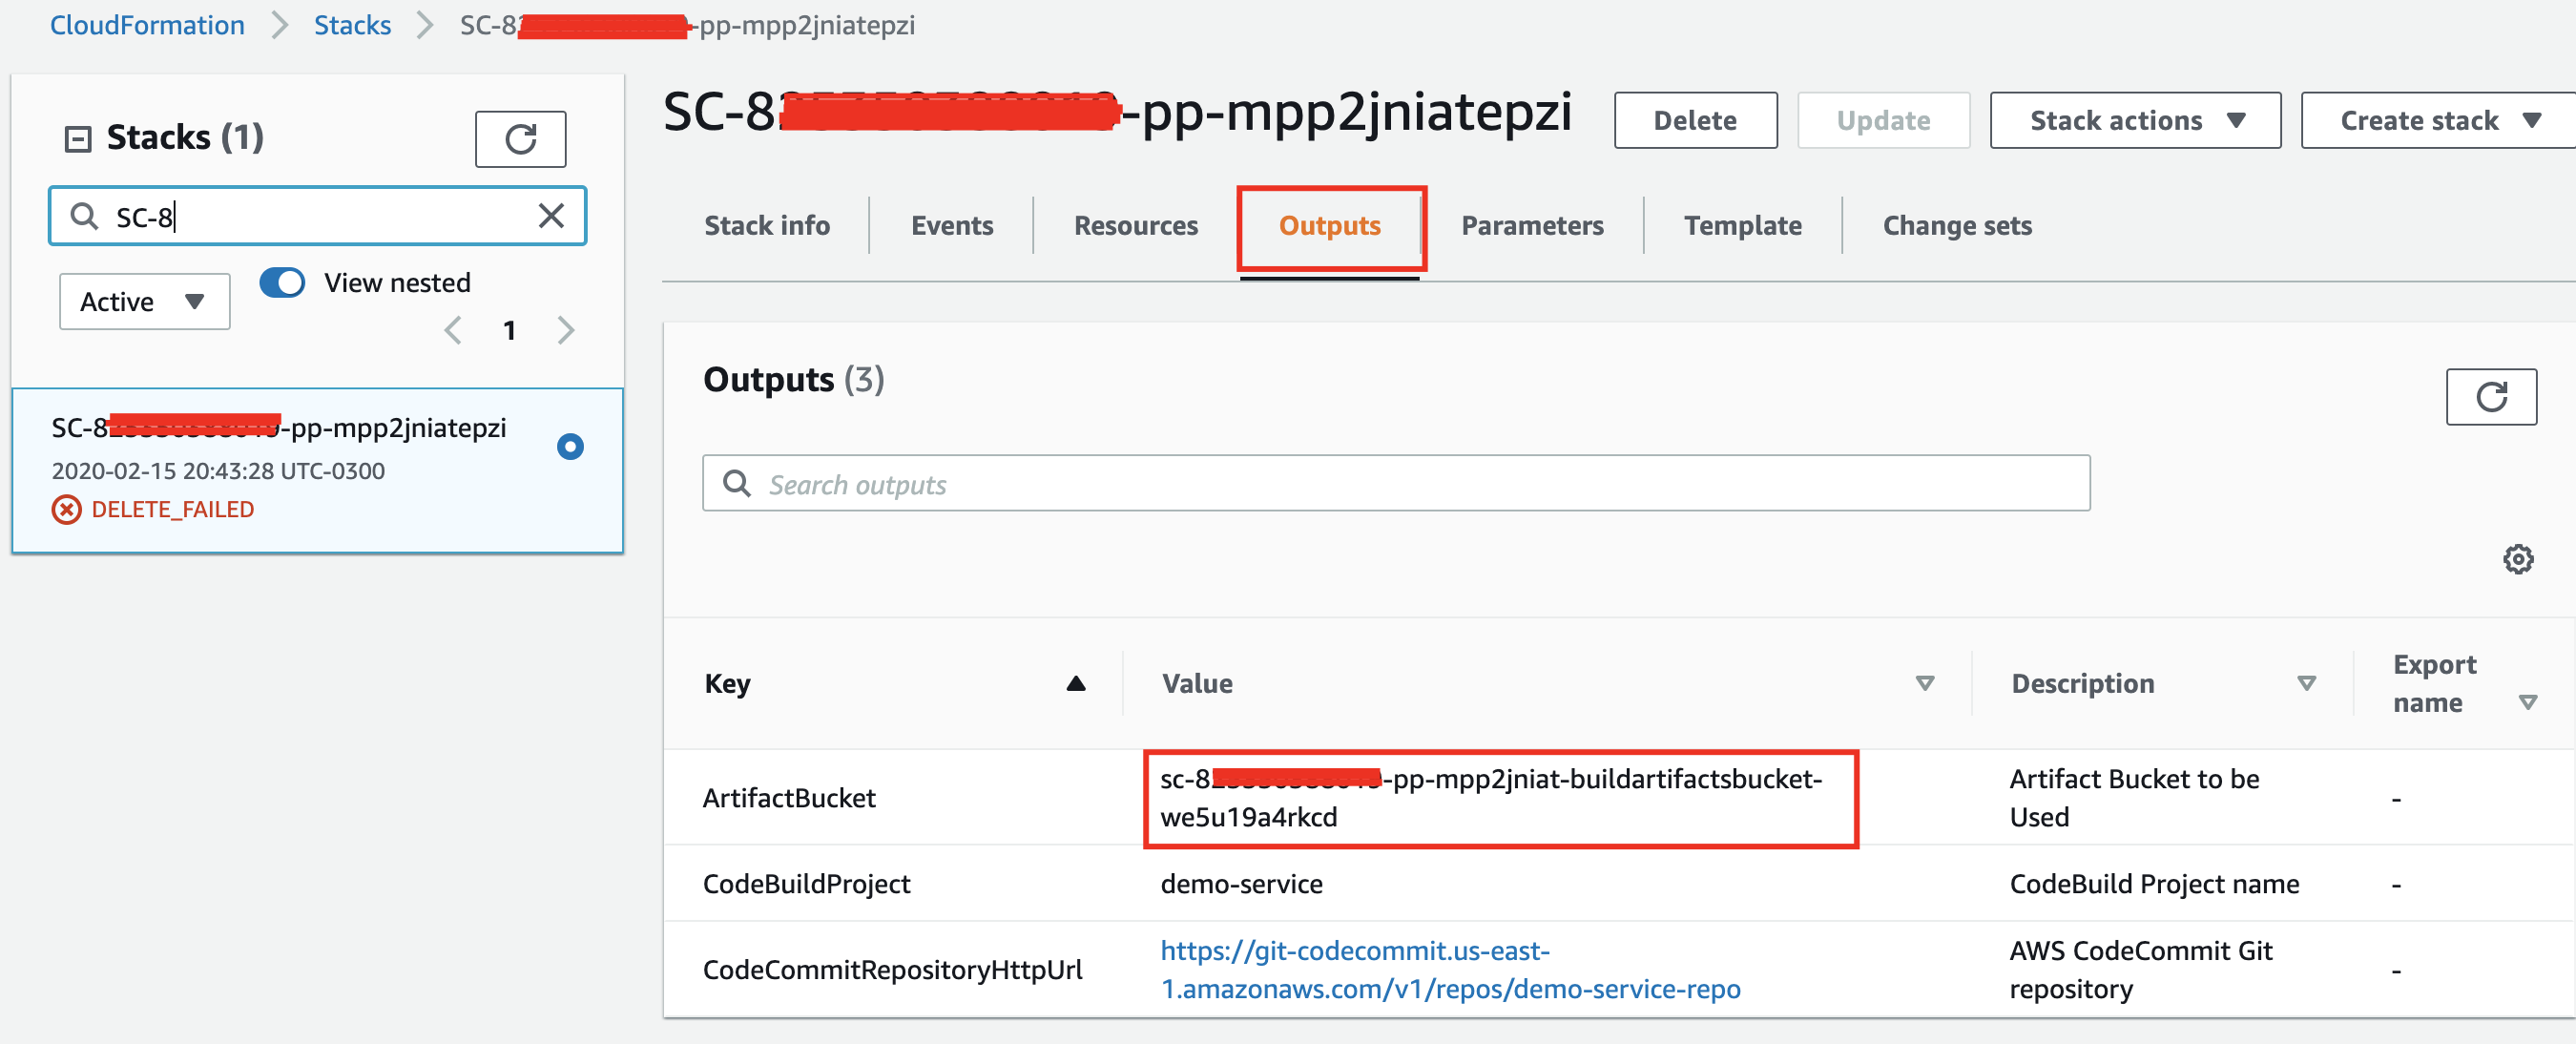 CloudFormation > Stacks > SC-8 -pp-mpp2jniatepzi
Stacks (1)
SC-8
Active
View nested
1
SC-8 -pp-mpp2jniatepzi
2020-02-15 20:43:28 UTC-0300
DELETE_FAILED
SC-8 -pp-mpp2jniatepzi
Delete
Update
Stack actions
Create stack
Stack info
Events
Resources
Outputs
Parameters
Template
Change sets
Outputs (3)
Search outputs
Key
Value
Description
Export
name
ArtifactBucket
sc-8 -pp-mpp2jniat-buildartifactsbucket-
we5u19a4rkcd
Artifact Bucket to be
Used
-
CodeBuildProject
demo-service
CodeBuild Project name
-
CodeCommitRepositoryHttpUrl
https://git-codecommit.us-east-
1.amazonaws.com/v1/repos/demo-service-repo
AWS CodeCommit Git
repository
-